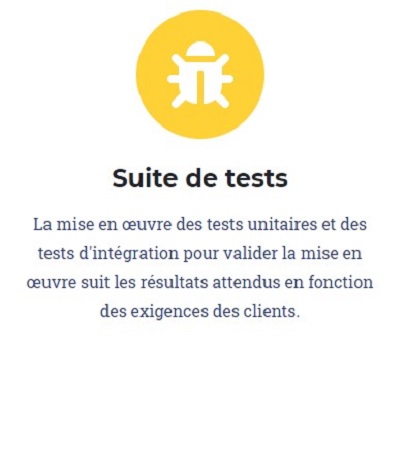 Suite de tests
La mise en œuvre des tests unitaires et des
tests d'intégration pour valider la mise en
œuvre suit les résultats attendus en fonction
des exigences des clients.